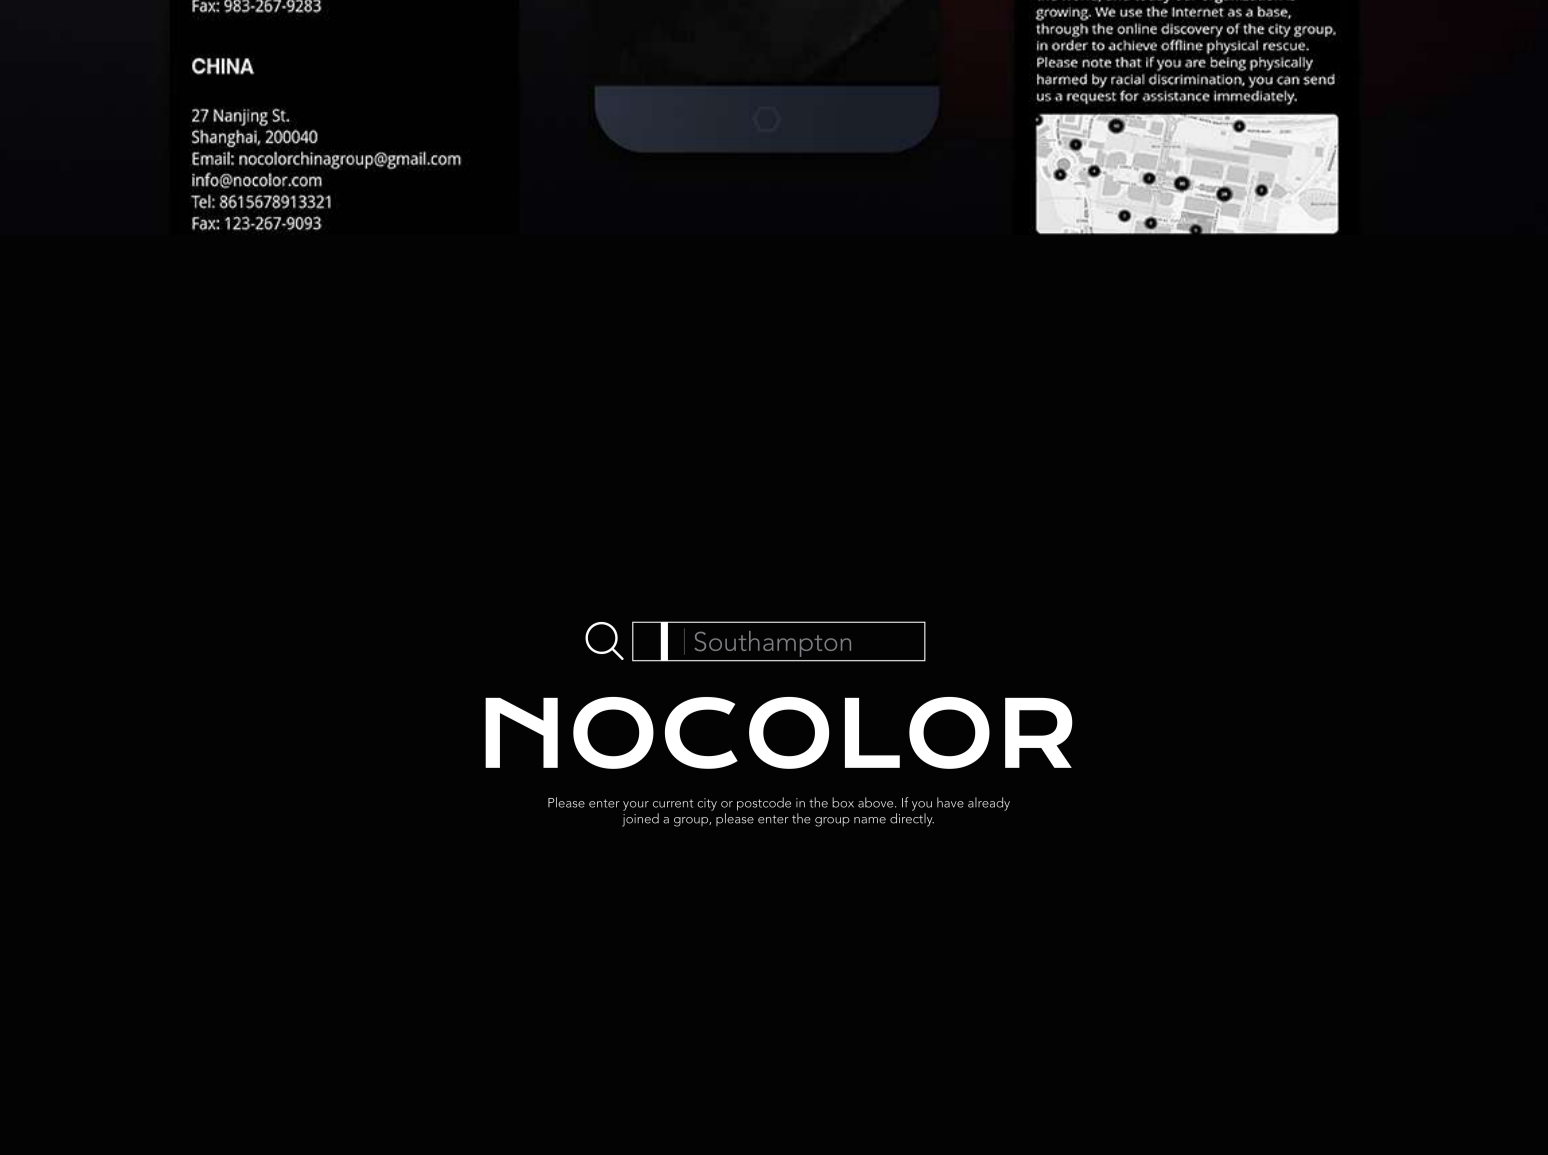 Fax: 983-267-9283
CHINA
27 Nanjing St.
Shanghai, 200040
Email: nocolorchinagroup@gmail.com
info@nocolor.com
Tel: 8615678913321
Fax: 123-267-9093
growing. We use the Internet as a base,
through the online discovery of the city group,
in order to achieve offline physical rescue.
Please note that if you are being physically
harmed by racial discrimination, you can send
us a request for assistance immediately.
Southampton
NOCOLOR
Please enter your current city or postcode in the box above. If you have already
joined a group, please enter the group name directly.